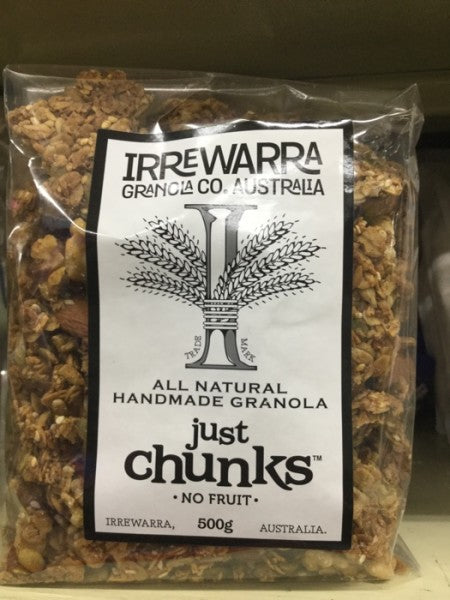 IRREWARRA
GRANOLA CO. AUSTRALIA
I
TRADE MARK
ALL NATURAL
HANDMADE GRANOLA
just
chunks™
• NO FRUIT •
IRREWARRA, 500g AUSTRALIA.